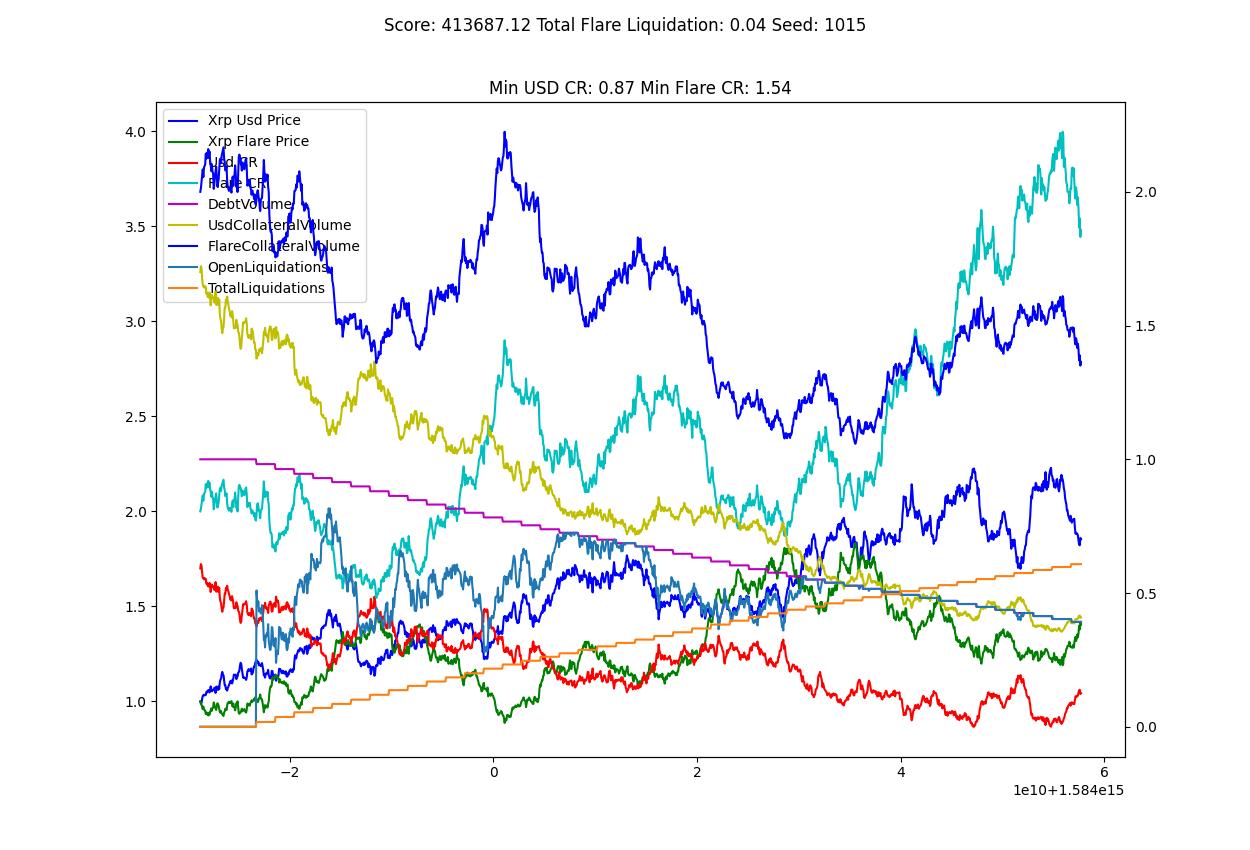 Score: 413687.12 Total Flare Liquidation: 0.04 Seed: 1015
Min USD CR: 0.87 Min Flare CR: 1.54
Xrp Usd Price
Xrp Flare Price
Usd CR
Flare CR
DebtVolume
UsdCollateralVolume
FlareCollateralVolume
OpenLiquidations
TotalLiquidations
4.0
3.5
3.0
2.5
2.0
1.5
1.0
2.0
1.5
1.0
0.5
0.0
−2
0
2
4
6
1e10+1.584e15